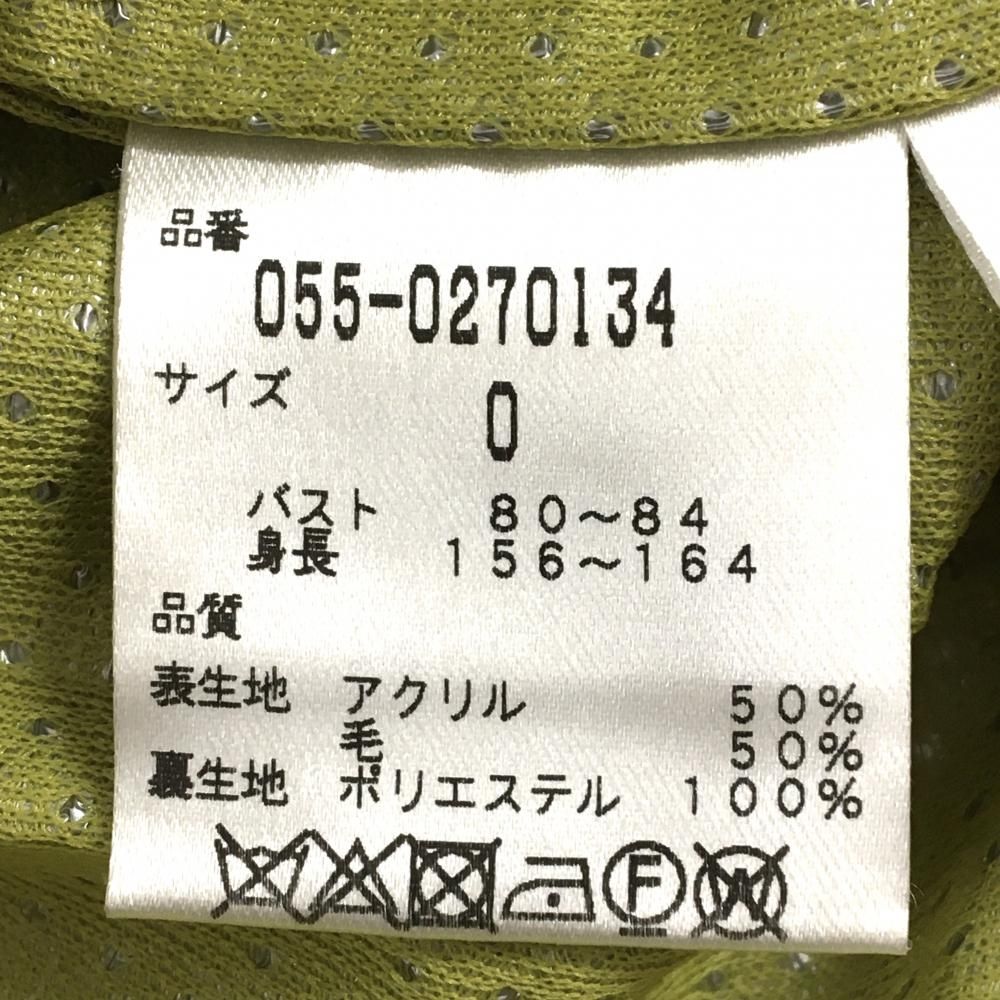 品番
055-0270134
サイズ
0
バスト 80～84
身長 156～164
品質
表生地 アクリル 50%
毛 50%
裏生地 ポリエステル 100%
F W